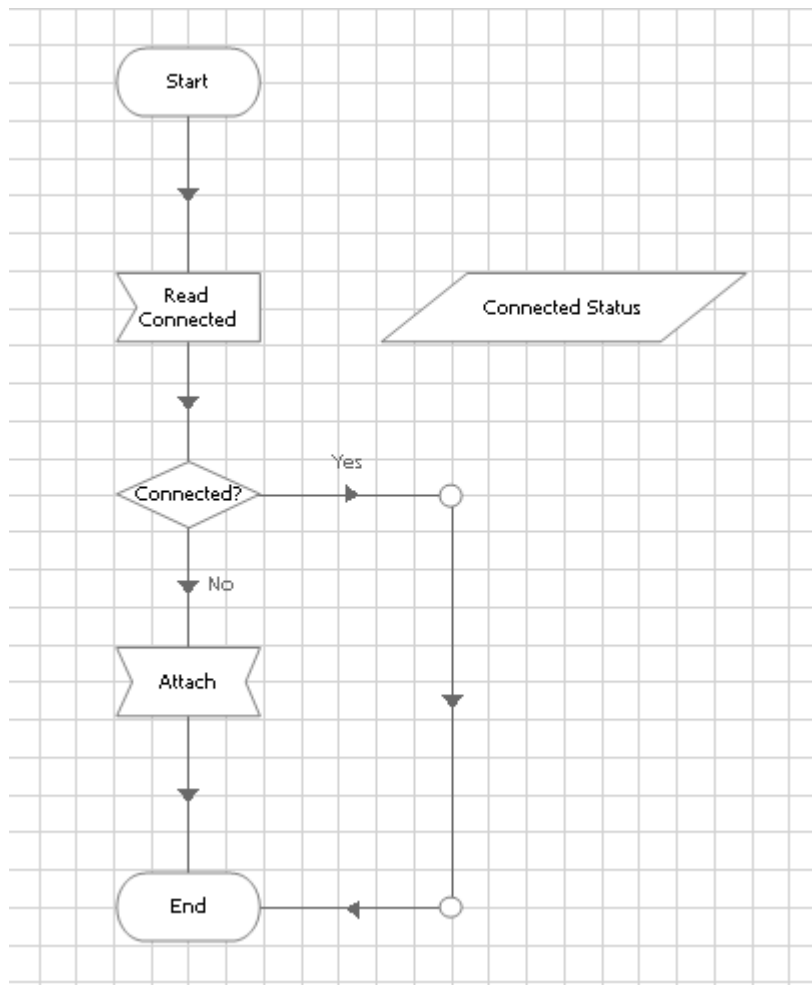 Start
Read
Connected
Connected Status
Yes
Connected?
No
Attach
End